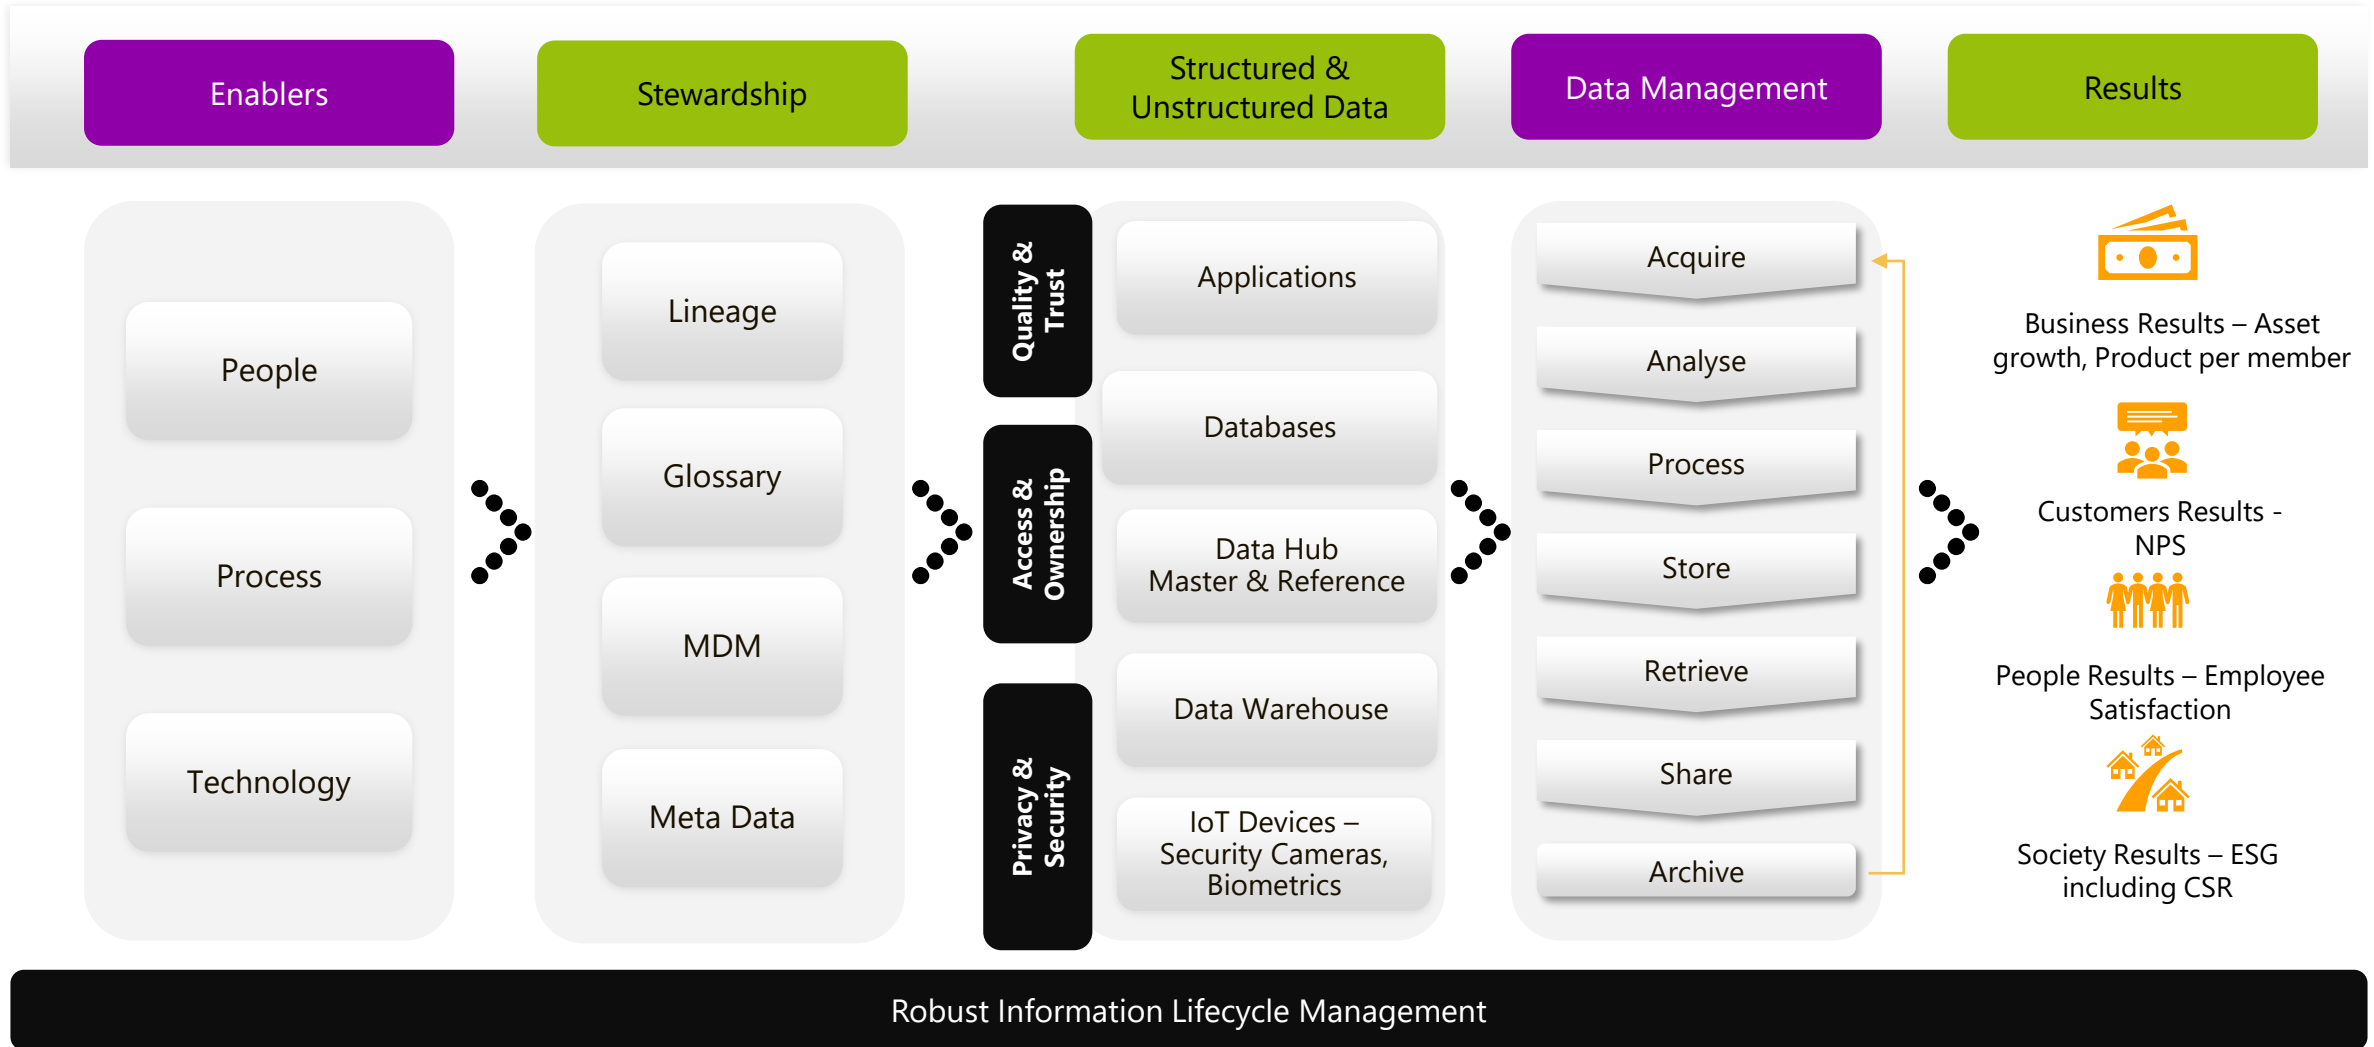 Enablers
Stewardship
Structured &
Unstructured Data
Data Management
Results
People
Process
Technology
Lineage
Glossary
MDM
Meta Data
Quality &
Trust
Access &
Ownership
Privacy &
Security
Applications
Databases
Data Hub
Master & Reference
Data Warehouse
IoT Devices –
Security Cameras,
Biometrics
Acquire
Analyse
Process
Store
Retrieve
Share
Archive
Business Results – Asset
growth, Product per member
Customers Results -
NPS
People Results – Employee
Satisfaction
Society Results – ESG
including CSR
Robust Information Lifecycle Management